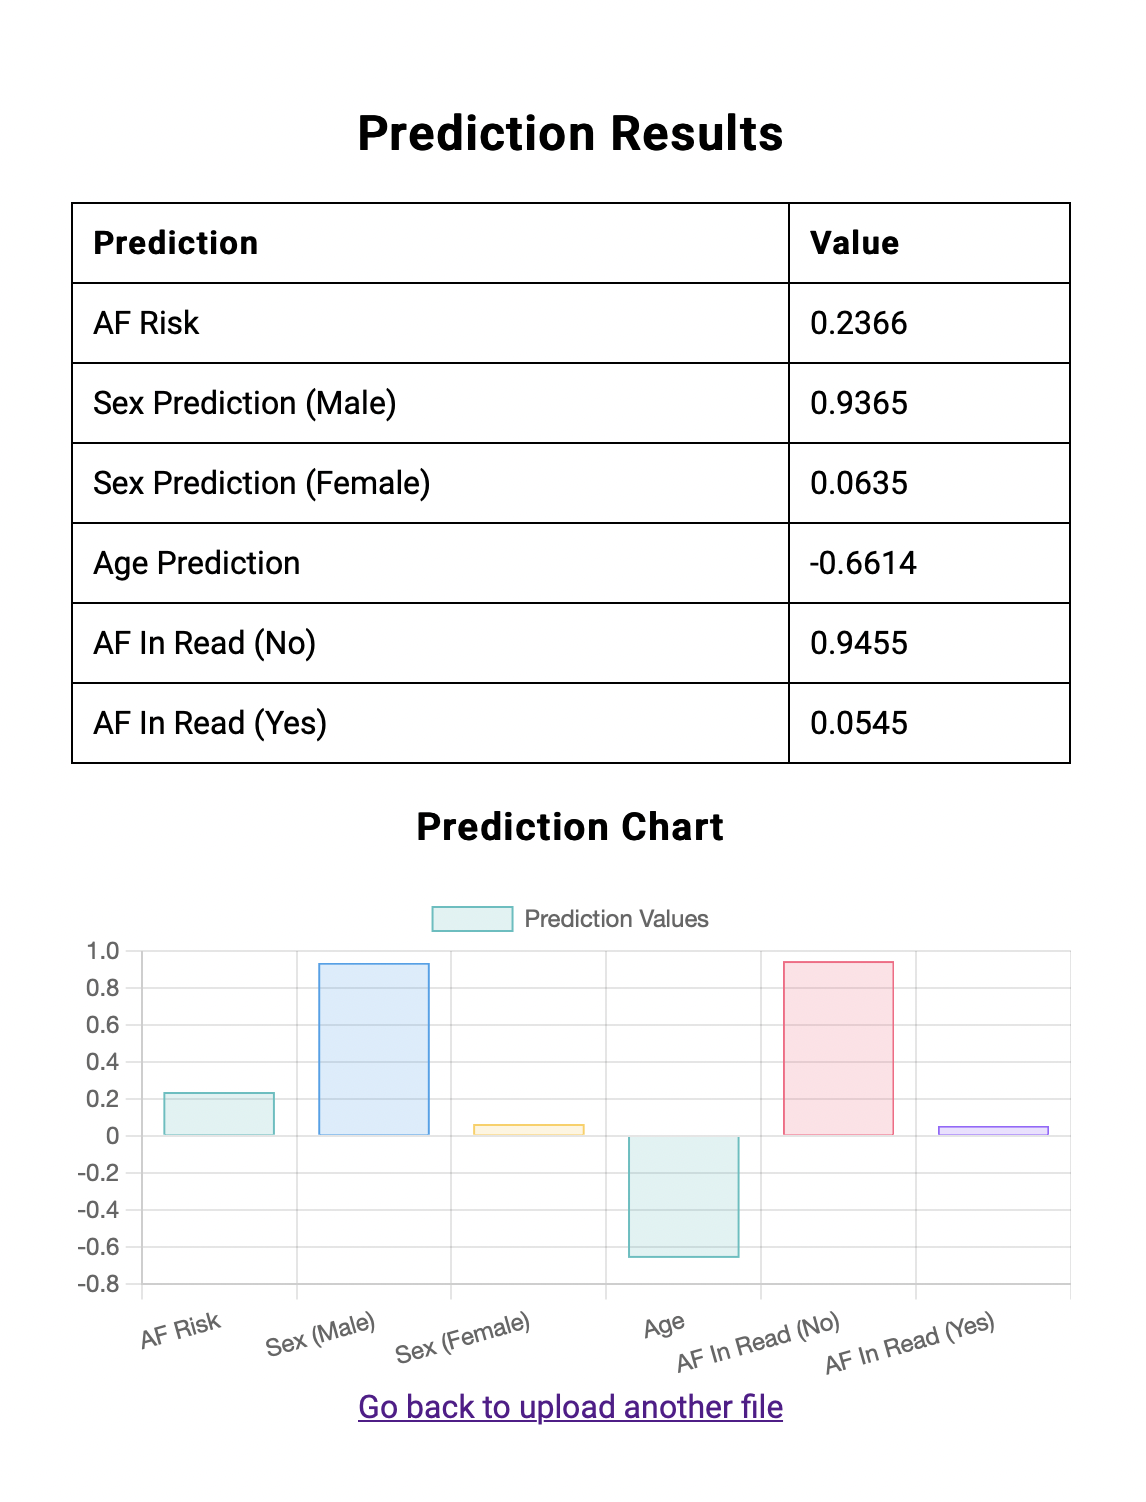 Prediction Results
Prediction Value
AF Risk 0.2366
Sex Prediction (Male) 0.9365
Sex Prediction (Female) 0.0635
Age Prediction -0.6614
AF In Read (No) 0.9455
AF In Read (Yes) 0.0545
Prediction Chart
Prediction Values
1.0
0.8
0.6
0.4
0.2
0
-0.2
-0.4
-0.6
-0.8
AF Risk Sex (Male) Sex (Female) Age AF In Read (No) AF In Read (Yes)
Go back to upload another file